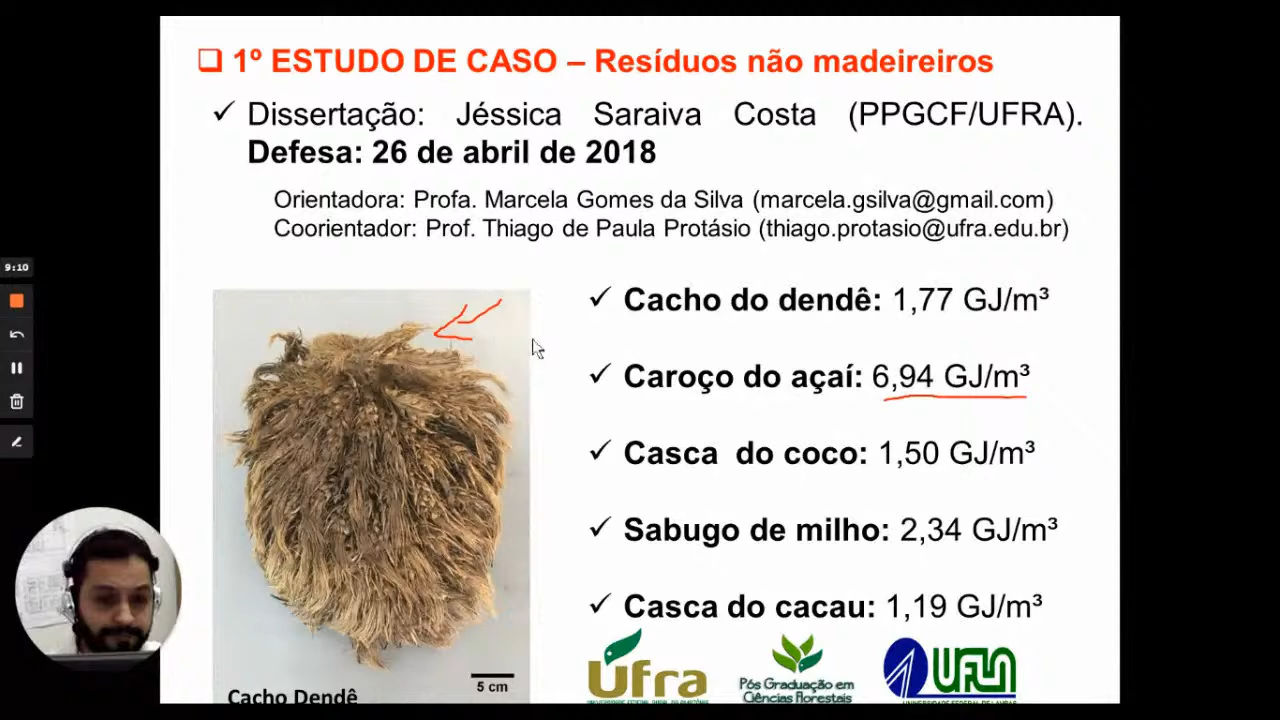 1º ESTUDO DE CASO – Resíduos não madeireiros
Dissertação: Jéssica Saraiva Costa (PPGCF/UFRA).
Defesa: 26 de abril de 2018
Orientadora: Profa. Marcela Gomes da Silva (marcela.gsilva@gmail.com)
Coorientador: Prof. Thiago de Paula Protásio (thiago.protasio@ufra.edu.br)
9:10
Cacho do dendê: 1,77 GJ/m³
Caroço do açaí: 6,94 GJ/m³
Casca do coco: 1,50 GJ/m³
Sabugo de milho: 2,34 GJ/m³
Casca do cacau: 1,19 GJ/m³
5 cm
Cacho Dendê
Ufra
Pós Graduação em
Ciências Florestais
UFLA